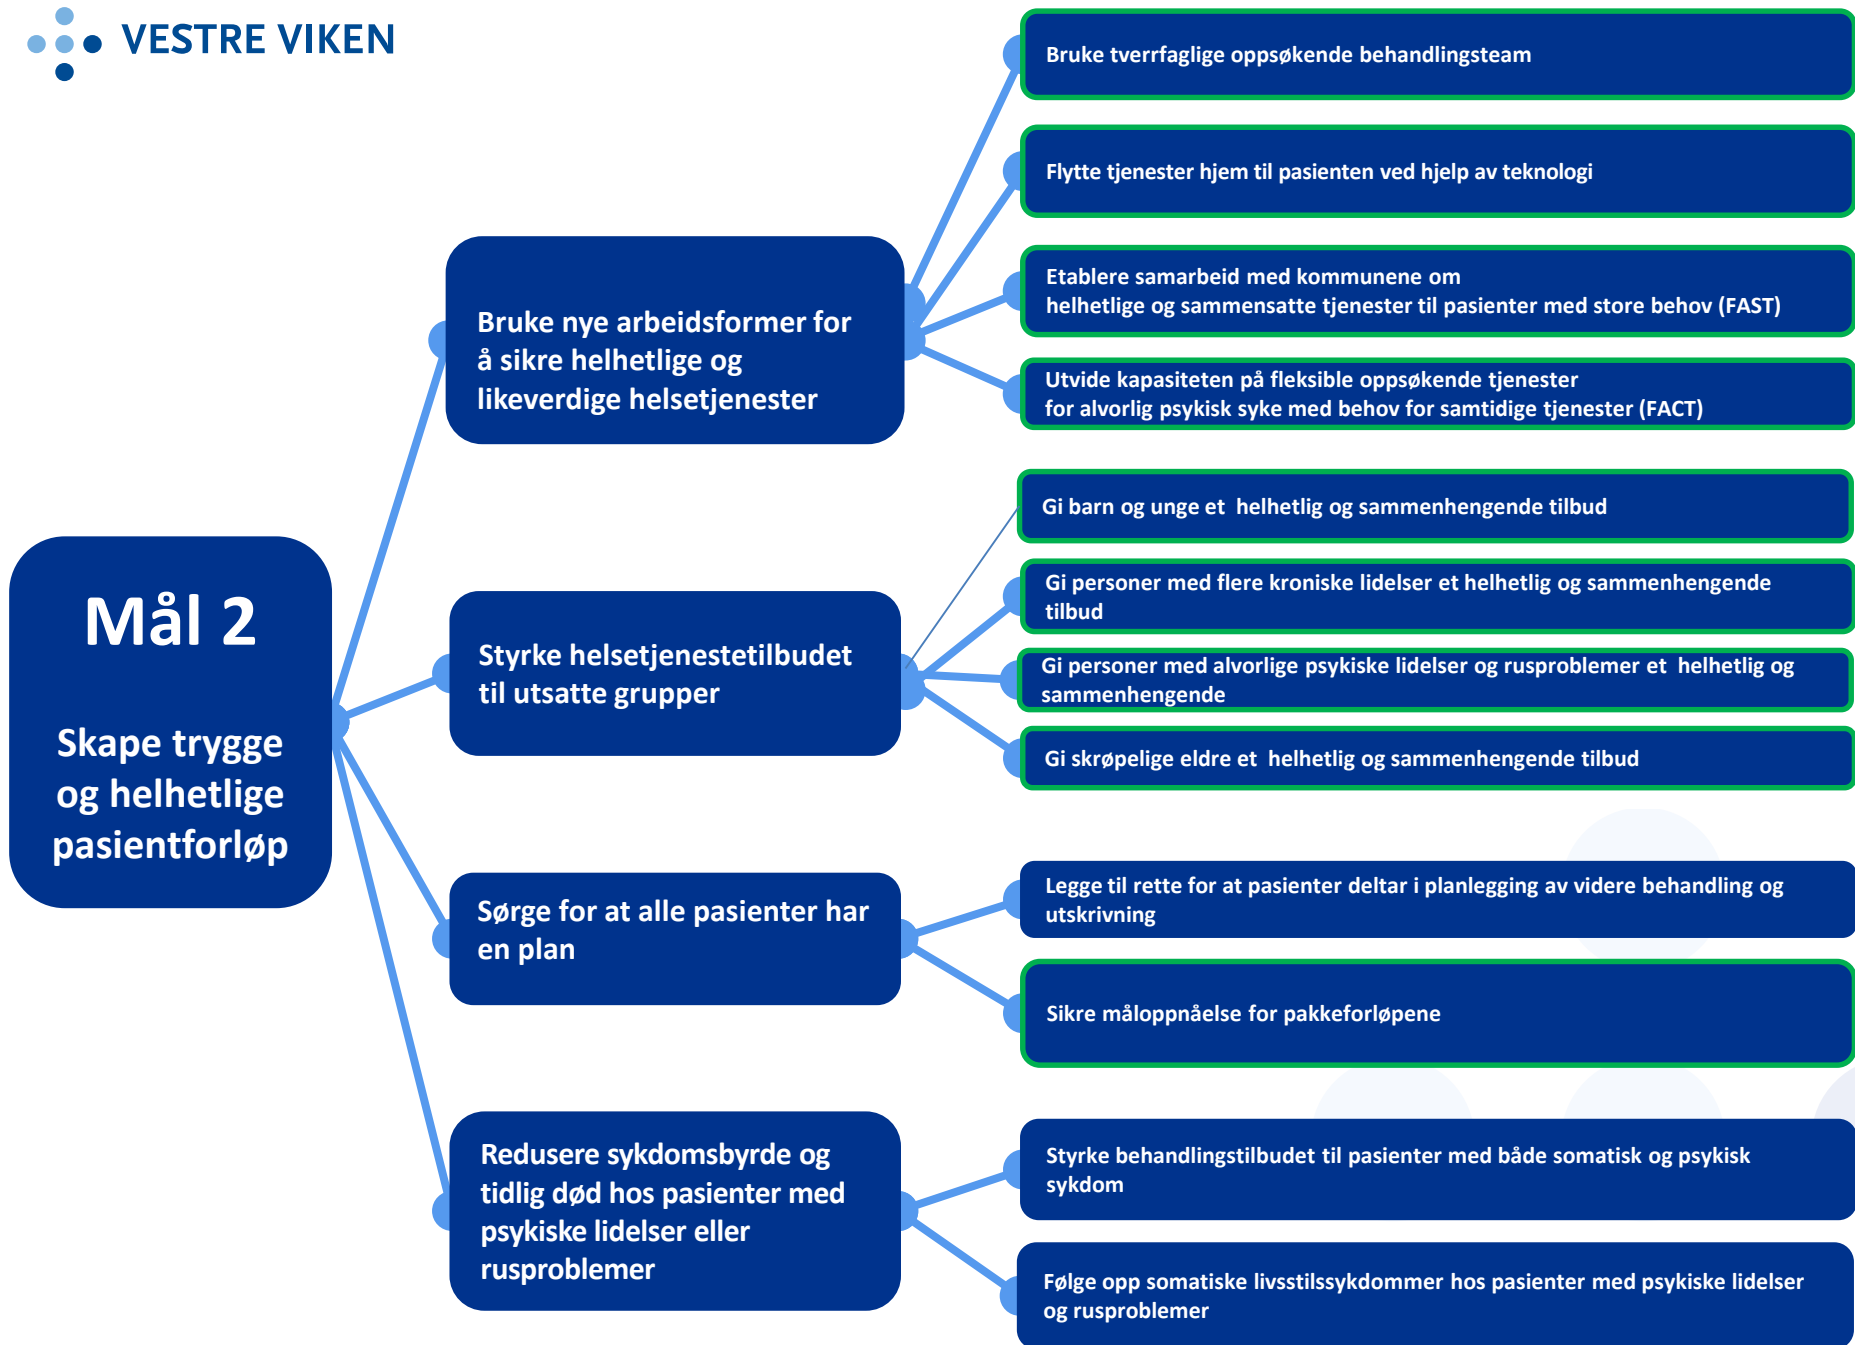 VESTRE VIKEN
Mål 2
Skape trygge
og helhetlige
pasientforløp
Bruke nye arbeidsformer for
å sikre helhetlige og
likeverdige helsetjenester
Bruke tverrfaglige oppsøkende behandlingsteam
Flytte tjenester hjem til pasienten ved hjelp av teknologi
Etablere samarbeid med kommunene om
helhetlige og sammensatte tjenester til pasienter med store behov (FAST)
Utvide kapasiteten på fleksible oppsøkende tjenester
for alvorlig psykisk syke med behov for samtidige tjenester (FACT)
Styrke helsetjenestetilbudet
til utsatte grupper
Gi barn og unge et  helhetlig og sammenhengende tilbud
Gi personer med flere kroniske lidelser et helhetlig og sammenhengende
tilbud
Gi personer med alvorlige psykiske lidelser og rusproblemer et  helhetlig og
sammenhengende
Gi skrøpelige eldre et  helhetlig og sammenhengende tilbud
Sørge for at alle pasienter har
en plan
Legge til rette for at pasienter deltar i planlegging av videre behandling og
utskrivning
Sikre måloppnåelse for pakkeforløpene
Redusere sykdomsbyrde og
tidlig død hos pasienter med
psykiske lidelser eller
rusproblemer
Styrke behandlingstilbudet til pasienter med både somatisk og psykisk
sykdom
Følge opp somatiske livsstilssykdommer hos pasienter med psykiske lidelser
og rusproblemer